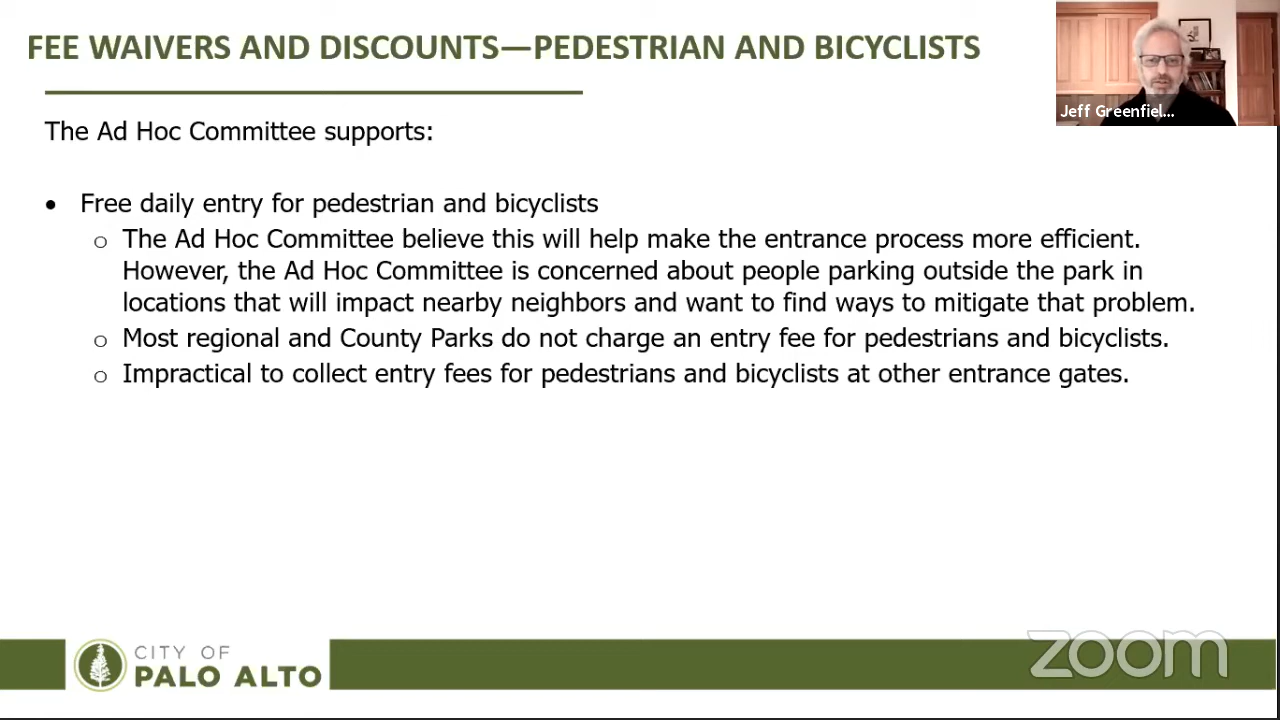 FEE WAIVERS AND DISCOUNTS—PEDESTRIAN AND BICYCLISTS
Jeff Greenfiel...
The Ad Hoc Committee supports:
• Free daily entry for pedestrian and bicyclists
o The Ad Hoc Committee believe this will help make the entrance process more efficient.
However, the Ad Hoc Committee is concerned about people parking outside the park in
locations that will impact nearby neighbors and want to find ways to mitigate that problem.
o Most regional and County Parks do not charge an entry fee for pedestrians and bicyclists.
o Impractical to collect entry fees for pedestrians and bicyclists at other entrance gates.
CITY OF
PALO ALTO
zoom